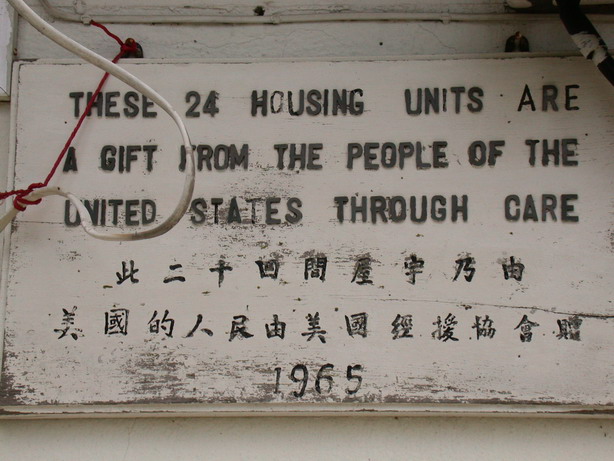 THESE 24 HOUSING UNITS ARE
A GIFT FROM THE PEOPLE OF THE
UNITED STATES THROUGH CARE
此二十四間屋宇乃由
美國的人民由美國經援協會贈
1965